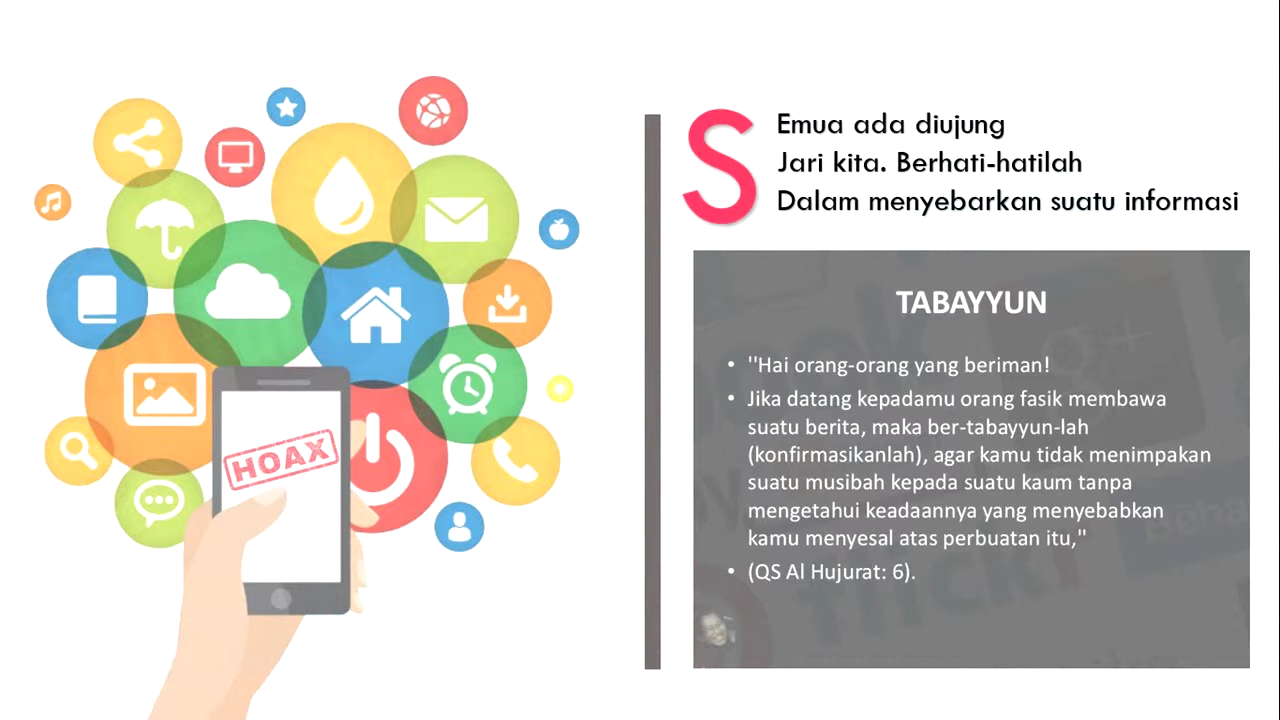 HOAX
S
Emua ada diujung
Jari kita. Berhati-hatilah
Dalam menyebarkan suatu informasi
TABAYYUN
• "Hai orang-orang yang beriman!
• Jika datang kepadamu orang fasik membawa
suatu berita, maka ber-tabayyun-lah
(konfirmasikanlah), agar kamu tidak menimpakan
suatu musibah kepada suatu kaum tanpa
mengetahui keadaannya yang menyebabkan
kamu menyesal atas perbuatan itu,"
• (QS Al Hujurat: 6).
flickr